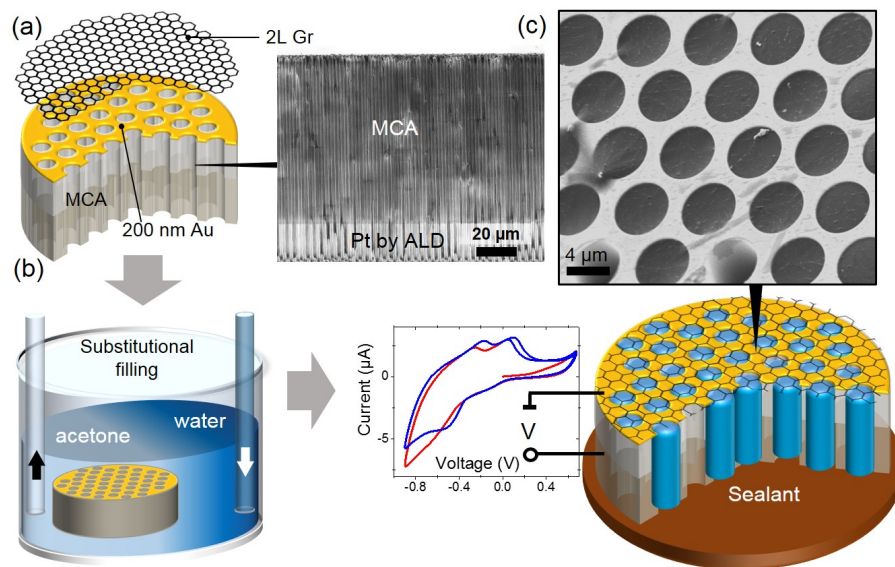 (a)
2L Gr
MCA
200 nm Au
MCA
Pt by ALD
20 µm
(c)
4 µm
(b)
Substitutional
filling
acetone
water
Current (µA)
0
-5
-0.8
-0.4
0.0
0.4
Voltage (V)
V
Sealant